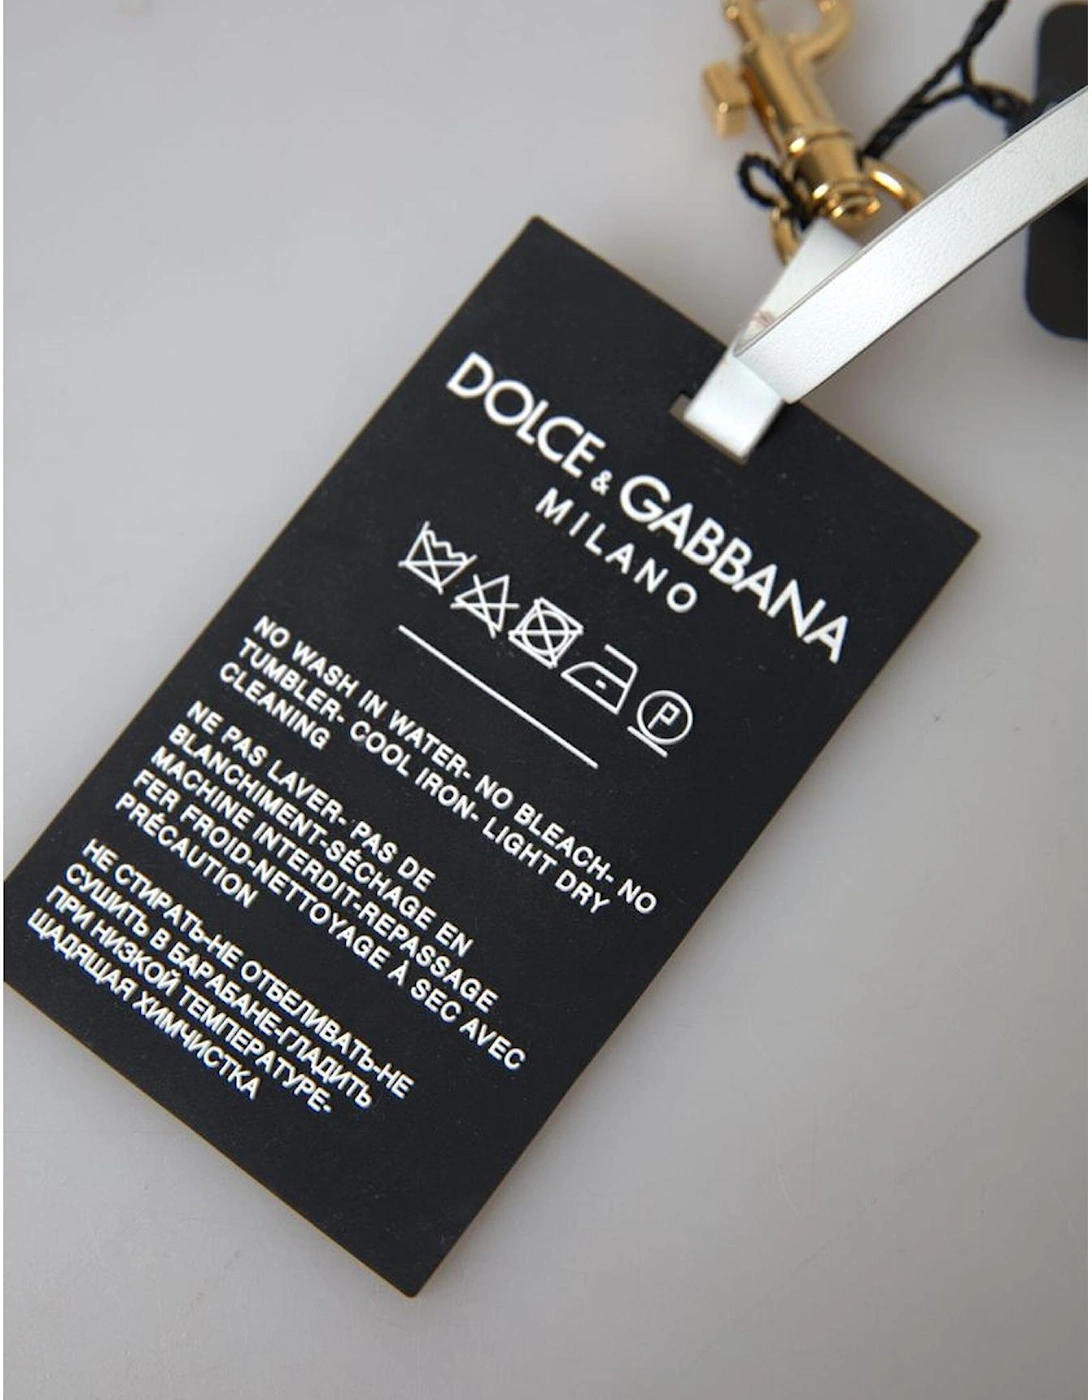 DOLCE & GABBANA
MILANO
P
NO WASH IN WATER- NO BLEACH- NO
TUMBLER- COOL IRON- LIGHT DRY
CLEANING
NE PAS LAVER- PAS DE
BLANCHIMENT-SÉCHAGE EN
MACHINE INTERDIT-REPASSAGE
FER FROID-NETTOYAGE À SEC AVEC
PRÉCAUTION
НЕ СТИРАТЬ-НЕ ОТБЕЛИВАТЬ-НЕ
СУШИТЬ В БАРАБАНЕ-ГЛАДИТЬ
ПРИ НИЗКОЙ ТЕМПЕРАТУРЕ-
ЩАДЯЩАЯ ХИМЧИСТКА